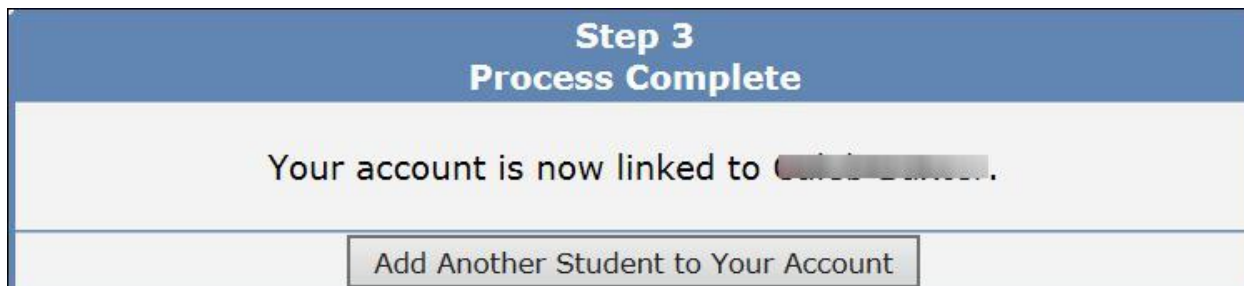 Step 3
Process Complete
Your account is now linked to
Add Another Student to Your Account